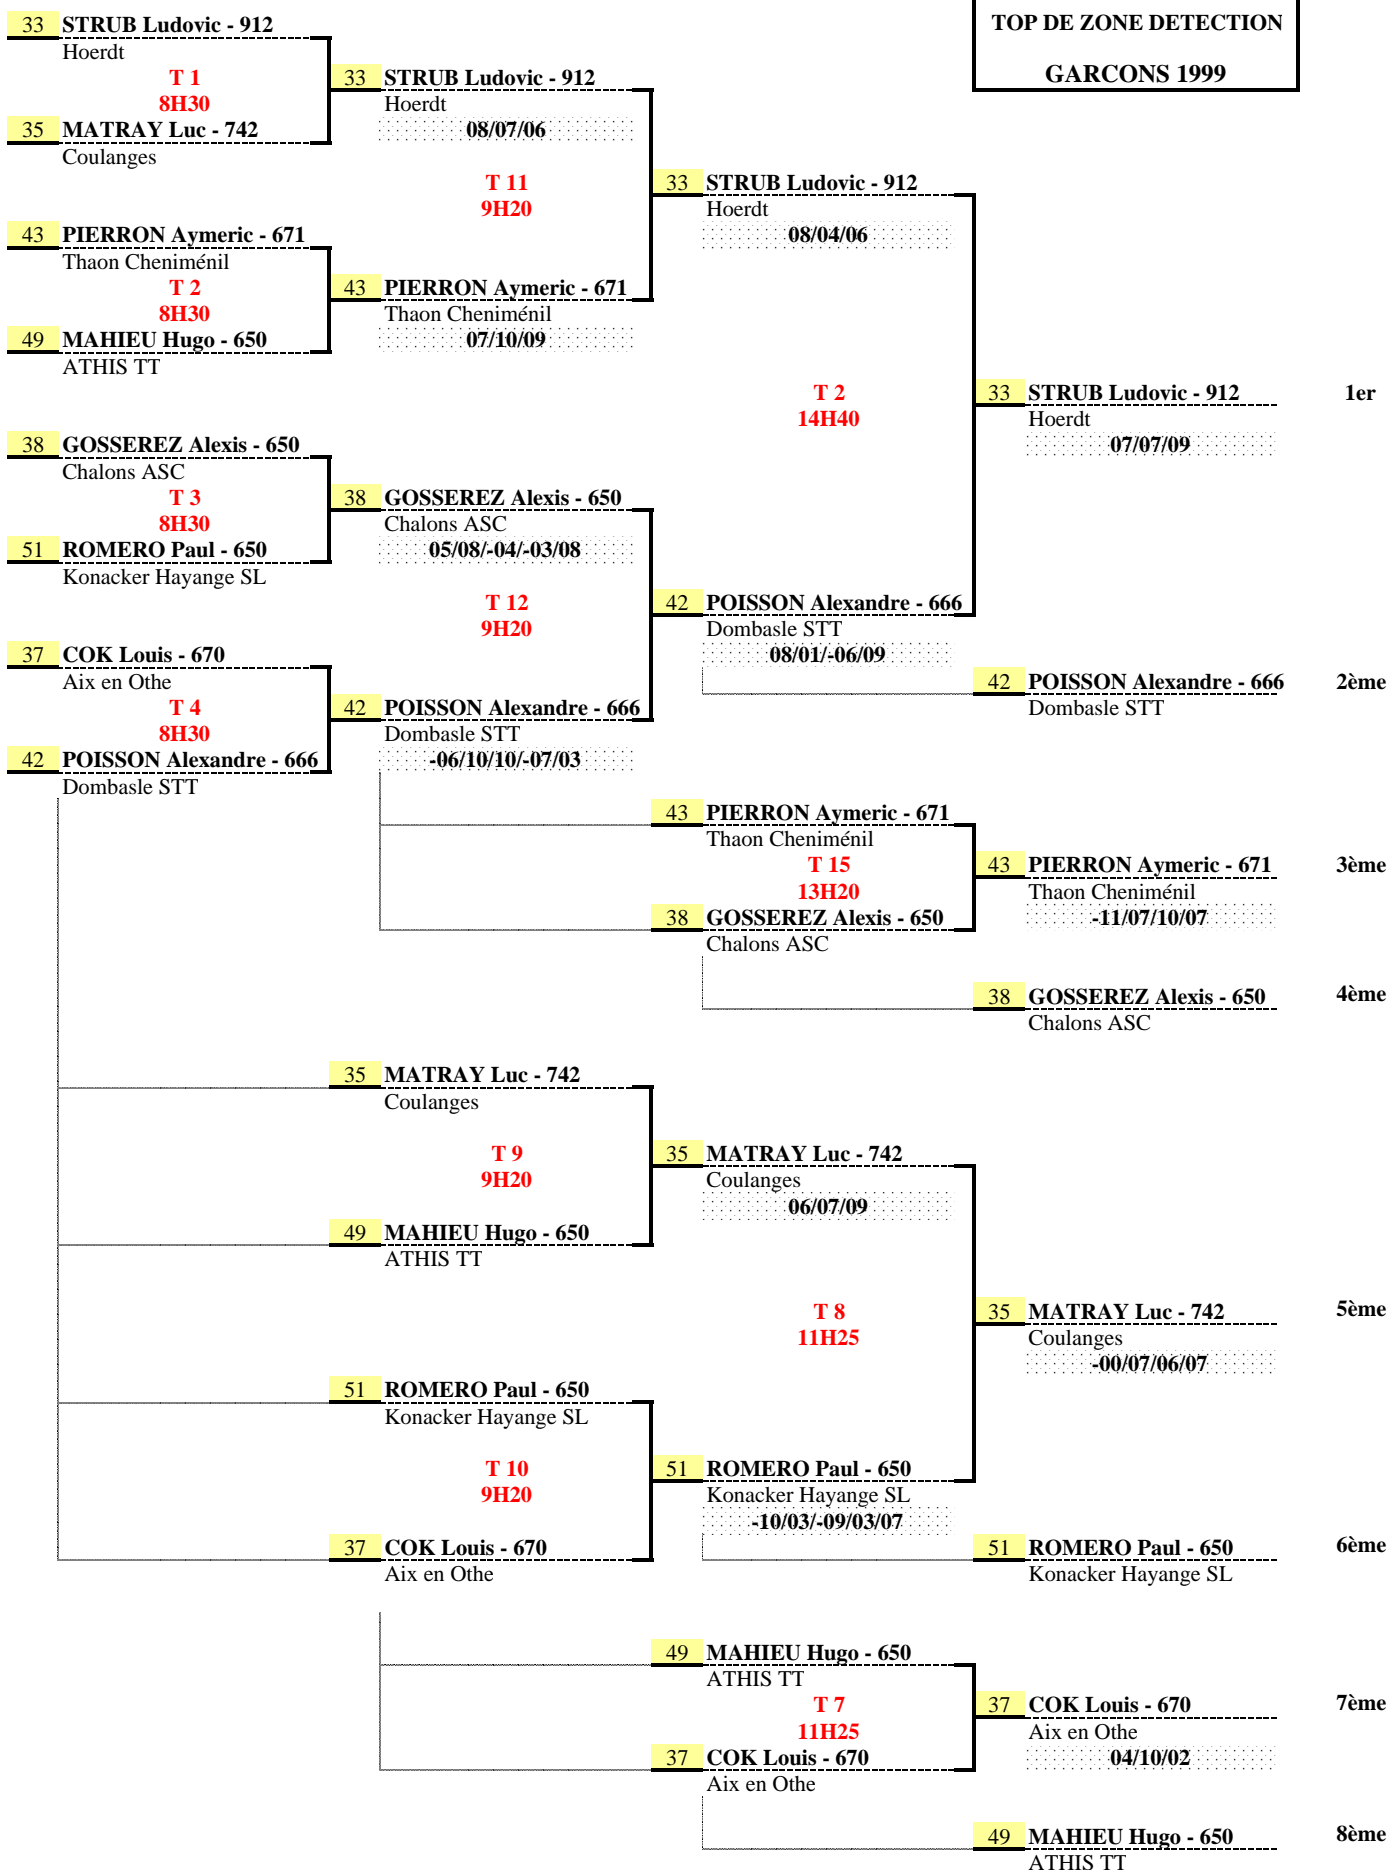 TOP DE ZONE DETECTION
GARCONS 1999
33 STRUB Ludovic - 912
Hoerdt
T 1
8H30
35 MATRAY Luc - 742
Coulanges
43 PIERRON Aymeric - 671
Thaon Cheniménil
T 2
8H30
49 MAHIEU Hugo - 650
ATHIS TT
38 GOSSEREZ Alexis - 650
Chalons ASC
T 3
8H30
51 ROMERO Paul - 650
Konacker Hayange SL
37 COK Louis - 670
Aix en Othe
T 4
8H30
42 POISSON Alexandre - 666
Dombasle STT
33 STRUB Ludovic - 912
Hoerdt
08/07/06
T 11
9H20
43 PIERRON Aymeric - 671
Thaon Cheniménil
07/10/09
38 GOSSEREZ Alexis - 650
Chalons ASC
05/08/-04/-03/08
T 12
9H20
42 POISSON Alexandre - 666
Dombasle STT
-06/10/10/-07/03
33 STRUB Ludovic - 912
Hoerdt
08/04/06
T 2
14H40
42 POISSON Alexandre - 666
Dombasle STT
08/01/-06/09
33 STRUB Ludovic - 912 1er
Hoerdt
07/07/09
42 POISSON Alexandre - 666 2ème
Dombasle STT
43 PIERRON Aymeric - 671
Thaon Cheniménil
T 15
13H20
38 GOSSEREZ Alexis - 650
Chalons ASC
43 PIERRON Aymeric - 671 3ème
Thaon Cheniménil
-11/07/10/07
38 GOSSEREZ Alexis - 650 4ème
Chalons ASC
35 MATRAY Luc - 742
Coulanges
T 9
9H20
49 MAHIEU Hugo - 650
ATHIS TT
51 ROMERO Paul - 650
Konacker Hayange SL
T 10
9H20
37 COK Louis - 670
Aix en Othe
35 MATRAY Luc - 742
Coulanges
06/07/09
T 8
11H25
51 ROMERO Paul - 650
Konacker Hayange SL
-10/03/-09/03/07
35 MATRAY Luc - 742 5ème
Coulanges
-00/07/06/07
51 ROMERO Paul - 650 6ème
Konacker Hayange SL
49 MAHIEU Hugo - 650
ATHIS TT
T 7
11H25
37 COK Louis - 670
Aix en Othe
37 COK Louis - 670 7ème
Aix en Othe
04/10/02
49 MAHIEU Hugo - 650 8ème
ATHIS TT